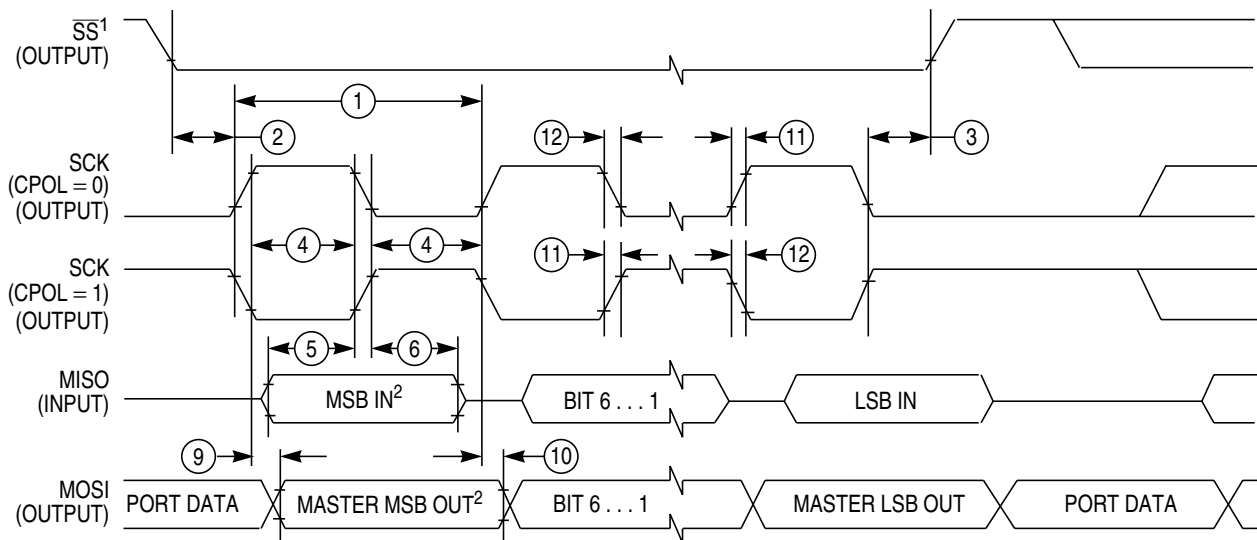 SS¹
(OUTPUT)
1
2
12
11
3
SCK
(CPOL = 0)
(OUTPUT)
4
4
SCK
(CPOL = 1)
(OUTPUT)
11
12
5
6
MISO
(INPUT)
MSB IN²
BIT 6 . . . 1
LSB IN
9
10
MOSI
(OUTPUT)
PORT DATA
MASTER MSB OUT²
BIT 6 . . . 1
MASTER LSB OUT
PORT DATA